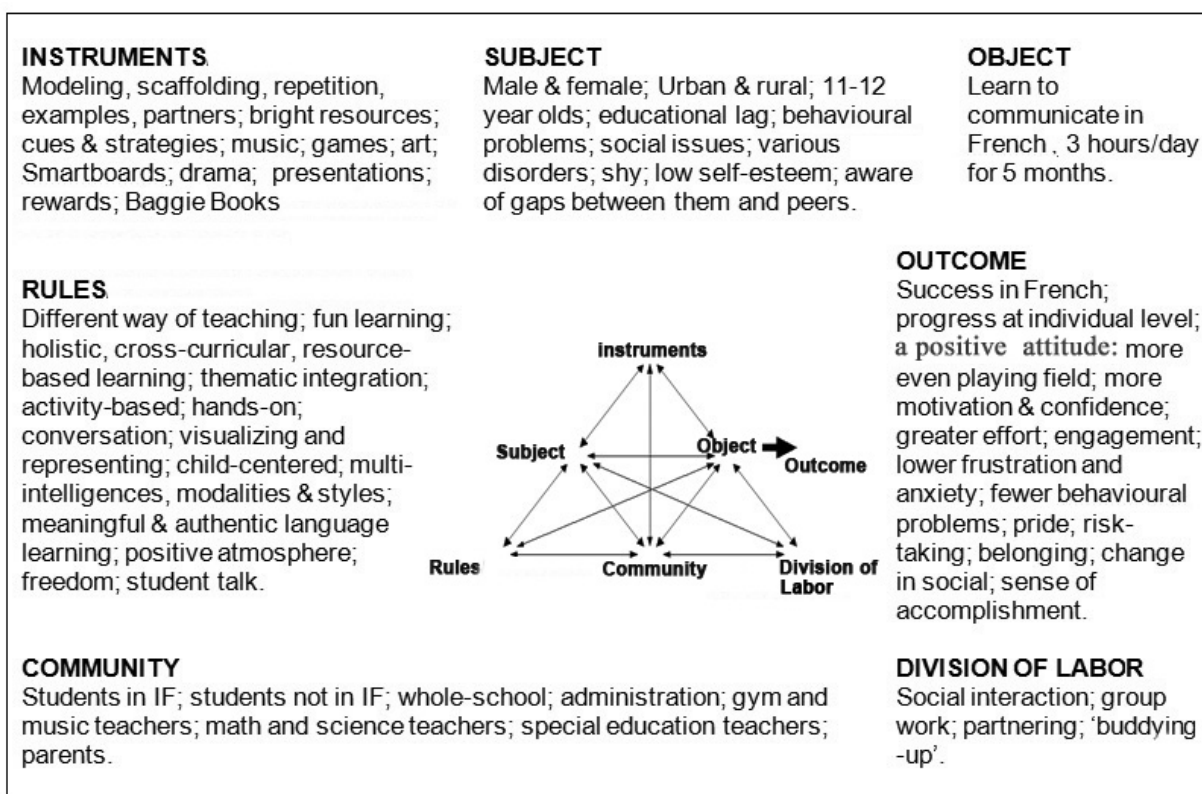 INSTRUMENTS
Modeling, scaffolding, repetition,
examples, partners; bright resources;
cues & strategies; music; games; art;
Smartboards; drama; presentations;
rewards; Baggie Books
SUBJECT
Male & female; Urban & rural; 11-12
year olds; educational lag; behavioural
problems; social issues; various
disorders; shy; low self-esteem; aware
of gaps between them and peers.
OBJECT
Learn to
communicate in
French , 3 hours/day
for 5 months.
RULES
Different way of teaching; fun learning;
holistic, cross-curricular, resource-
based learning; thematic integration;
activity-based; hands-on;
conversation; visualizing and
representing; child-centered; multi-
intelligences, modalities & styles;
meaningful & authentic language
learning; positive atmosphere;
freedom; student talk.
instruments
Subject
Object
Outcome
Rules
Community
Division of
Labor
OUTCOME
Success in French;
progress at individual level;
a positive attitude: more
even playing field; more
motivation & confidence;
greater effort; engagement;
lower frustration and
anxiety; fewer behavioural
problems; pride; risk-
taking; belonging; change
in social; sense of
accomplishment.
COMMUNITY
Students in IF; students not in IF; whole-school; administration; gym and
music teachers; math and science teachers; special education teachers;
parents.
DIVISION OF LABOR
Social interaction; group
work; partnering; ‘buddying
-up’.